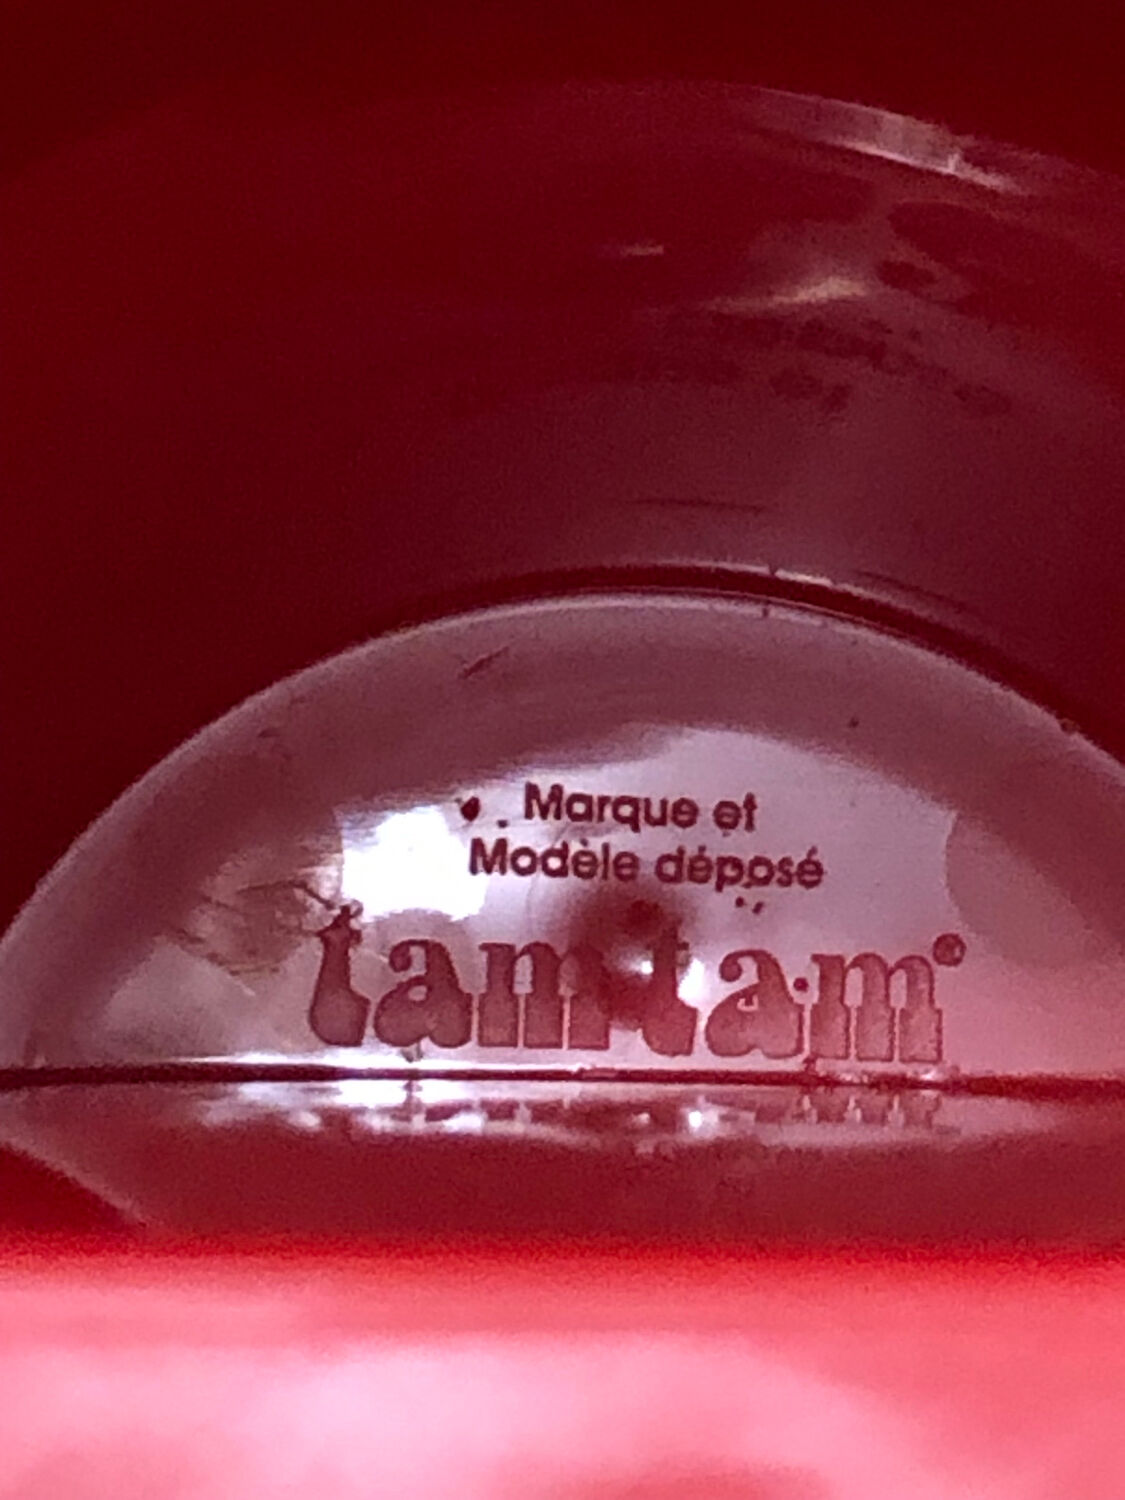 Marque et
Modèle déposé
tamtam®